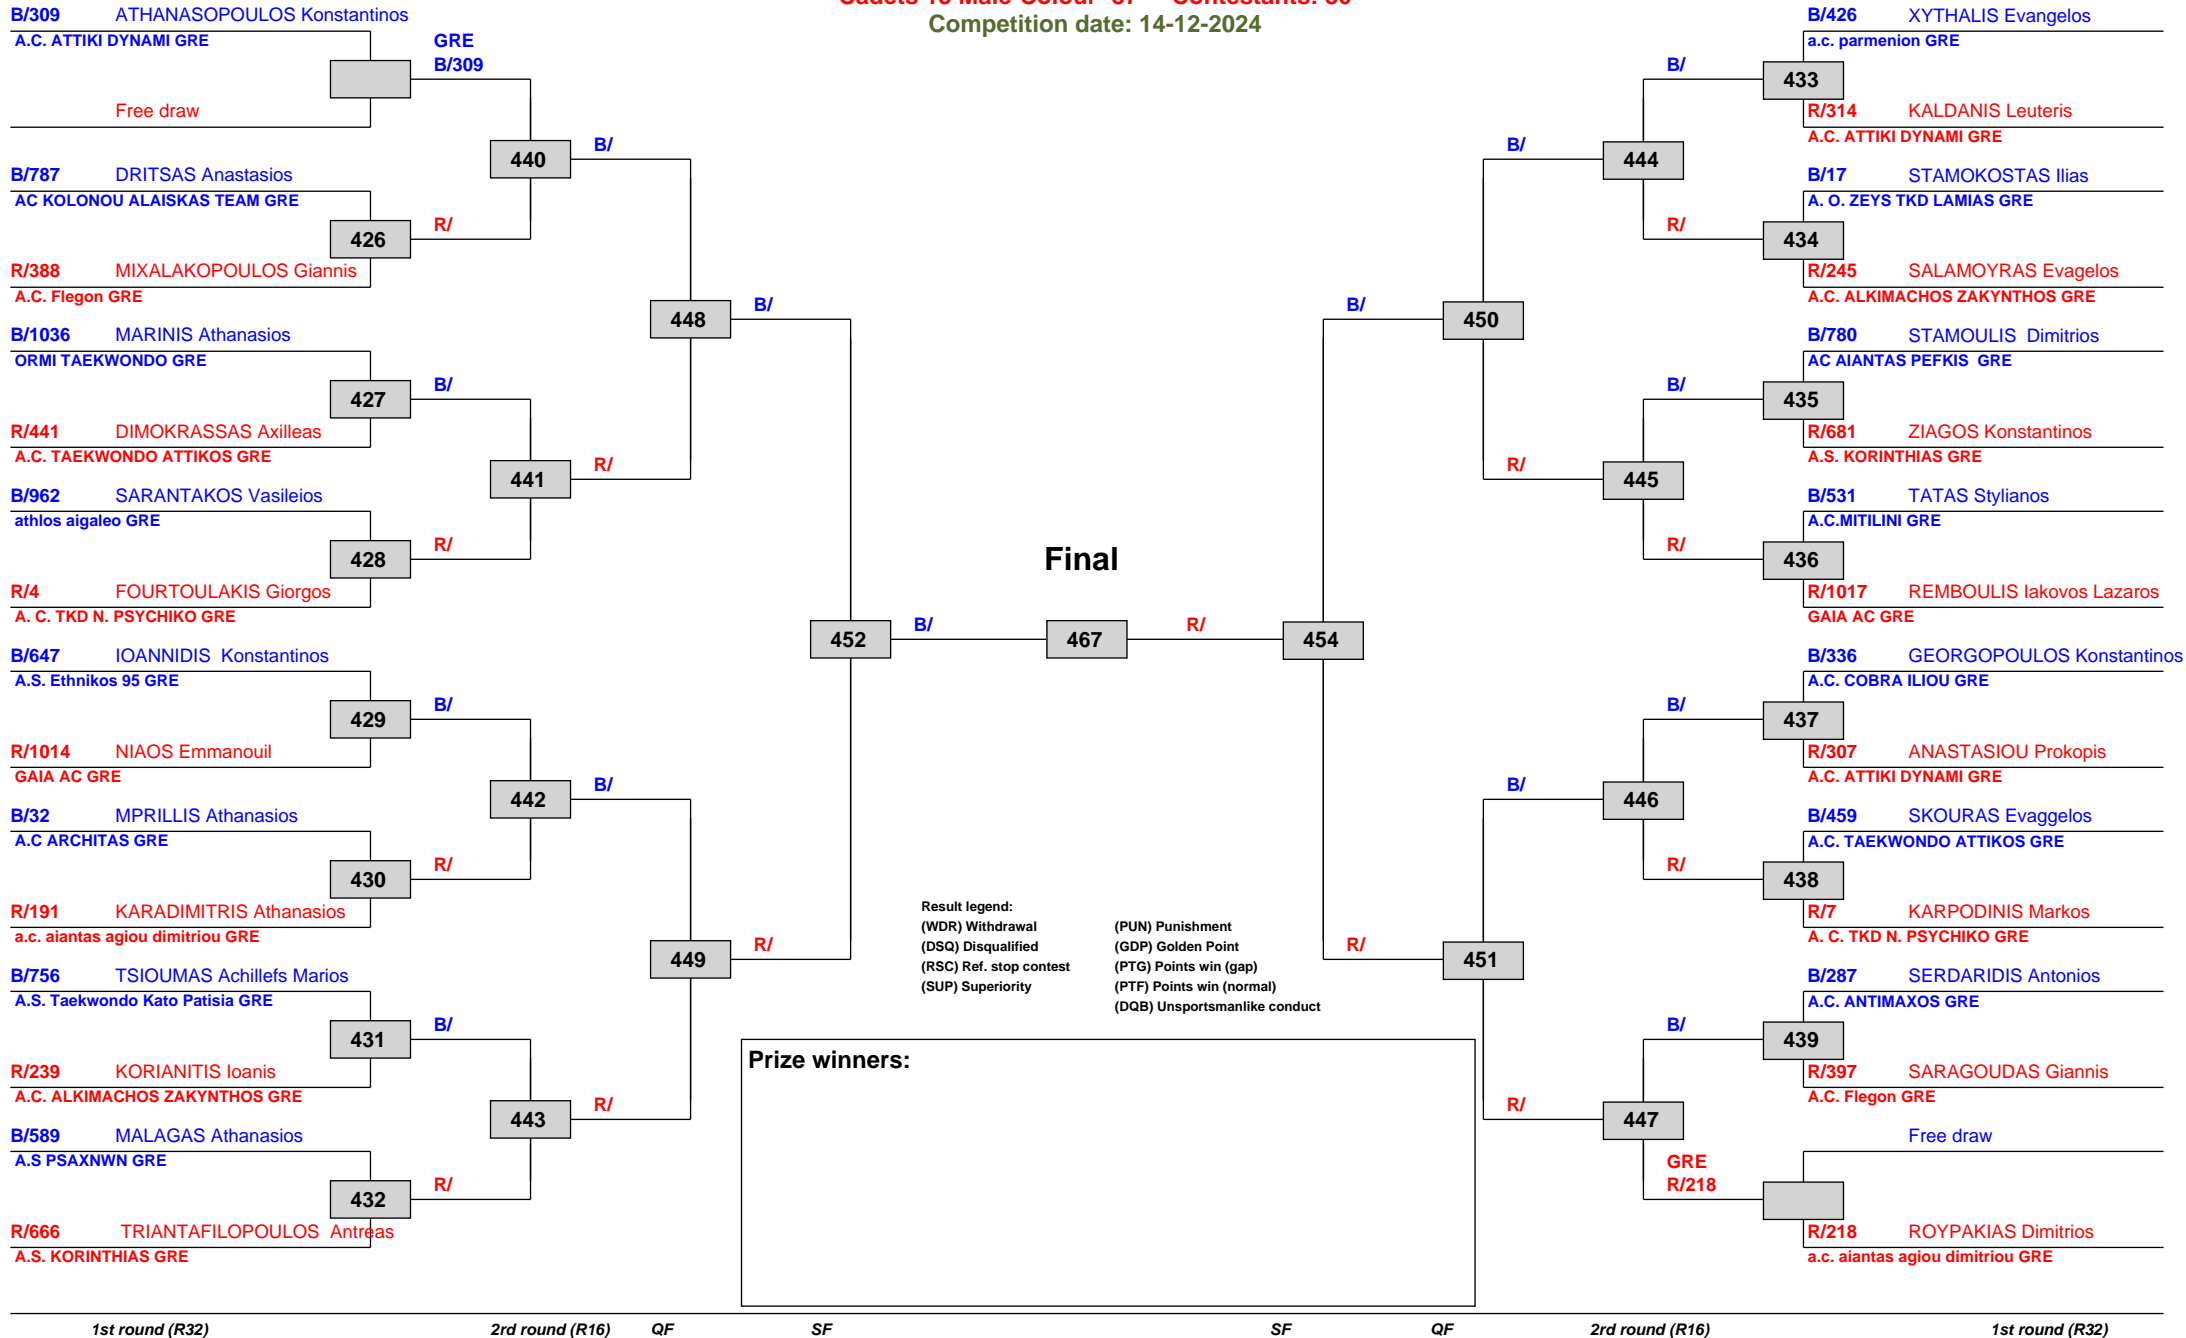 Competition date: 14-12-2024
B/309 ATHANASOPOULOS Konstantinos
A.C. ATTIKI DYNAMI GRE
Free draw
GRE
B/309
B/787 DRITSAS Anastasios
AC KOLONOU ALAISKAS TEAM GRE
426
R/388 MIXALAKOPOULOS Giannis
A.C. Flegon GRE
R/
440
B/
B/1036 MARINIS Athanasios
ORMI TAEKWONDO GRE
427
R/441 DIMOKRASSAS Axilleas
A.C. TAEKWONDO ATTIKOS GRE
B/
B/962 SARANTAKOS Vasileios
athlos aigaleo GRE
428
R/4 FOURTOULAKIS Giorgos
A. C. TKD N. PSYCHIKO GRE
R/
441
R/
448
B/
B/647 IOANNIDIS Konstantinos
A.S. Ethnikos 95 GRE
429
R/1014 NIAOS Emmanouil
GAIA AC GRE
B/
B/32 MPRILLIS Athanasios
A.C ARCHITAS GRE
430
R/191 KARADIMITRIS Athanasios
a.c. aiantas agiou dimitriou GRE
R/
442
B/
B/756 TSIOUMAS Achillefs Marios
A.S. Taekwondo Kato Patisia GRE
431
R/239 KORIANITIS Ioanis
A.C. ALKIMACHOS ZAKYNTHOS GRE
B/
B/589 MALAGAS Athanasios
A.S PSAXNWN GRE
432
R/666 TRIANTAFILOPOULOS Antreas
A.S. KORINTHIAS GRE
R/
443
R/
449
R/
452
B/
Final
467
R/
454
B/
R/
450
B/
R/
451
B/
R/
444
B/
R/
445
B/
R/
446
B/
R/
447
B/
GRE
R/218
B/426 XYTHALIS Evangelos
a.c. parmenion GRE
433
R/314 KALDANIS Leuteris
A.C. ATTIKI DYNAMI GRE
B/17 STAMOKOSTAS Ilias
A. O. ZEYS TKD LAMIAS GRE
434
R/245 SALAMOYRAS Evagelos
A.C. ALKIMACHOS ZAKYNTHOS GRE
B/780 STAMOULIS Dimitrios
AC AIANTAS PEFKIS GRE
435
R/681 ZIAGOS Konstantinos
A.S. KORINTHIAS GRE
B/531 TATAS Stylianos
A.C.MITILINI GRE
436
R/1017 REMBOULIS Iakovos Lazaros
GAIA AC GRE
B/336 GEORGOPOULOS Konstantinos
A.C. COBRA ILIOU GRE
437
R/307 ANASTASIOU Prokopis
A.C. ATTIKI DYNAMI GRE
B/459 SKOURAS Evaggelos
A.C. TAEKWONDO ATTIKOS GRE
438
R/7 KARPODINIS Markos
A. C. TKD N. PSYCHIKO GRE
B/287 SERDARIDIS Antonios
A.C. ANTIMAXOS GRE
439
R/397 SARAGOUDAS Giannis
A.C. Flegon GRE
Free draw
R/218 ROYPAKIAS Dimitrios
a.c. aiantas agiou dimitriou GRE
Result legend:
(WDR) Withdrawal (PUN) Punishment
(DSQ) Disqualified (GDP) Golden Point
(RSC) Ref. stop contest (PTG) Points win (gap)
(SUP) Superiority (PTF) Points win (normal)
(DQB) Unsportsmanlike conduct
Prize winners:
1st round (R32) 2rd round (R16) QF SF SF QF 2rd round (R16) 1st round (R32)